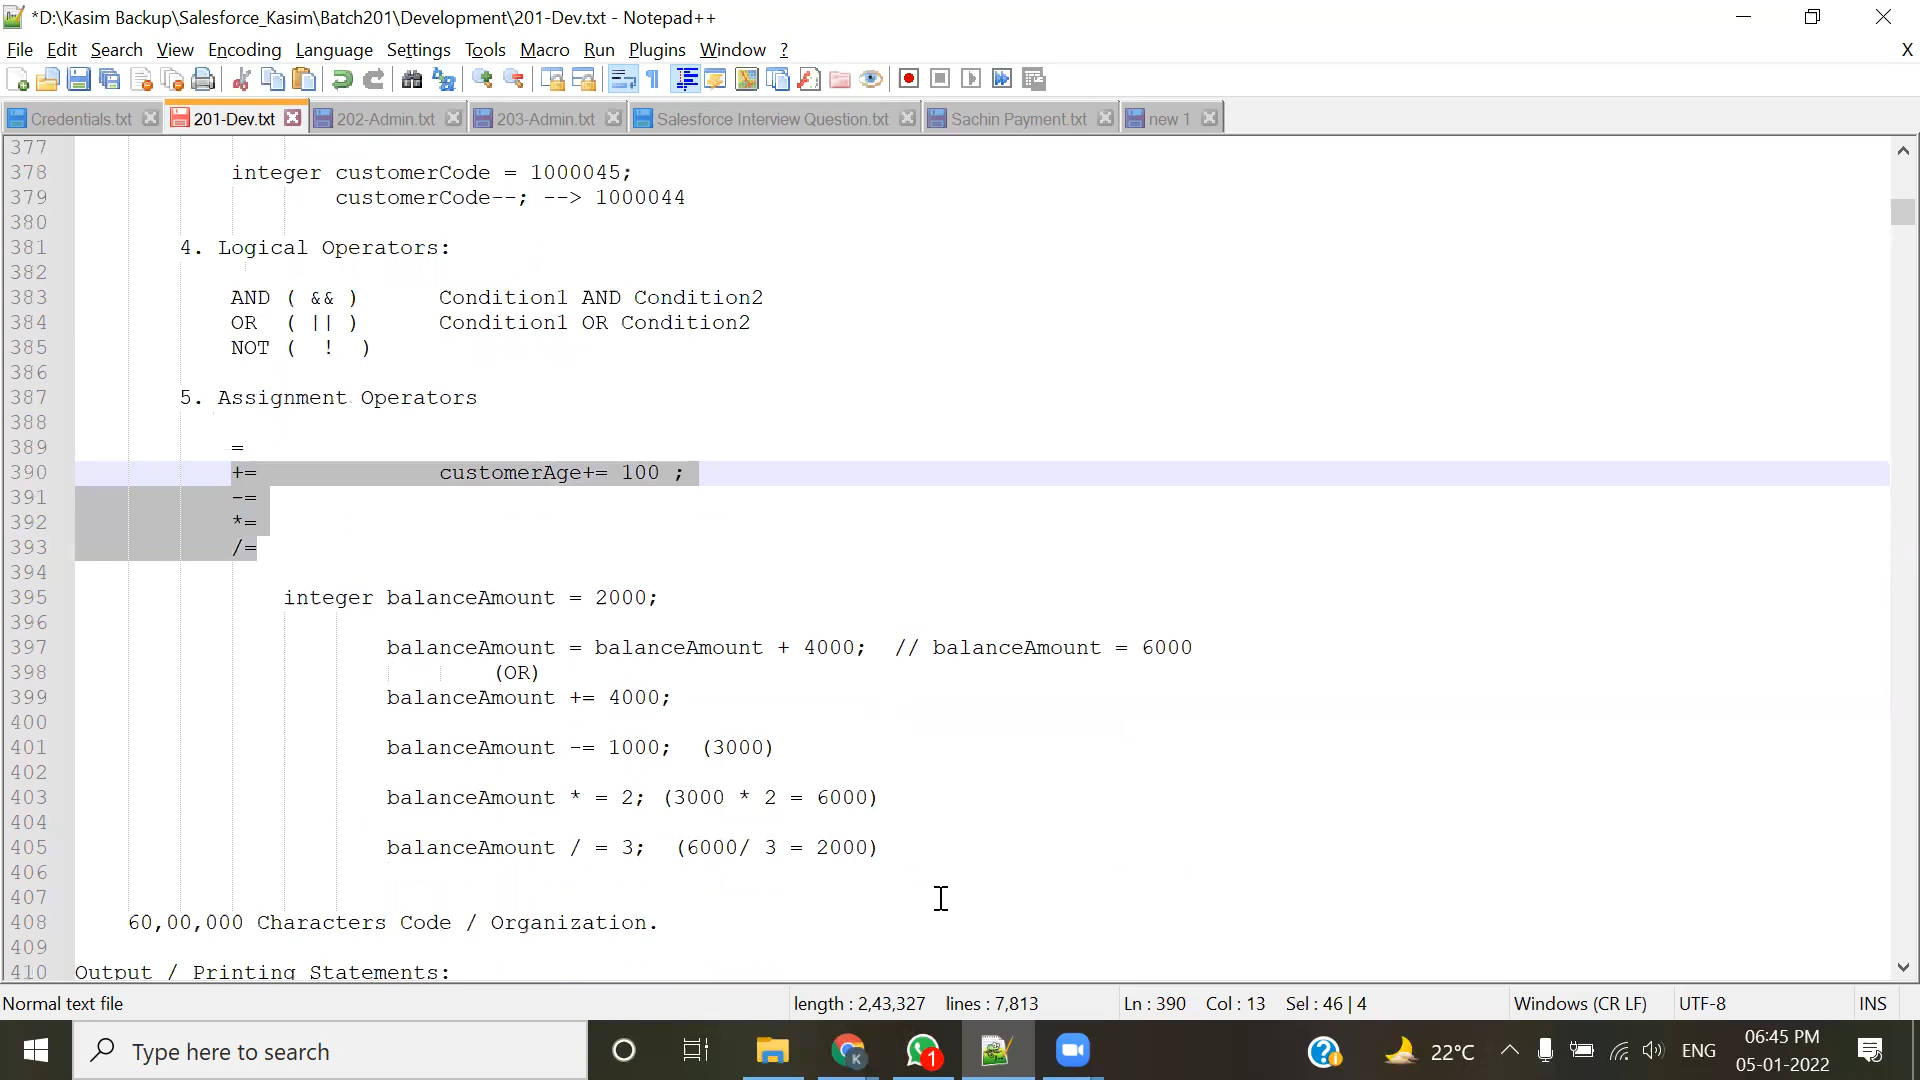 *D:\Kasim Backup\Salesforce_Kasim\Batch201\Development\201-Dev.txt - Notepad++
File Edit Search View Encoding Language Settings Tools Macro Run Plugins Window ? X
Credentials.txt 201-Dev.txt 202-Admin.txt 203-Admin.txt Salesforce Interview Question.txt Sachin Payment.txt new 1
377
378 integer customerCode = 1000045;
379 customerCode--; --> 1000044
380
381 4. Logical Operators:
382
383 AND ( && ) Condition1 AND Condition2
384 OR ( || ) Condition1 OR Condition2
385 NOT ( ! )
386
387 5. Assignment Operators
388
389 =
390 += customerAge+= 100 ;
391 -=
392 *=
393 /=
394
395 integer balanceAmount = 2000;
396
397 balanceAmount = balanceAmount + 4000; // balanceAmount = 6000
398 (OR)
399 balanceAmount += 4000;
400
401 balanceAmount -= 1000; (3000)
402
403 balanceAmount * = 2; (3000 * 2 = 6000)
404
405 balanceAmount / = 3; (6000/ 3 = 2000)
406
407
408 60,00,000 Characters Code / Organization.
409
410 Output / Printing Statements:
Normal text file length : 2,43,327 lines : 7,813 Ln : 390 Col : 13 Sel : 46 | 4 Windows (CR LF) UTF-8 INS
Type here to search K 1 22°C ENG 06:45 PM
05-01-2022